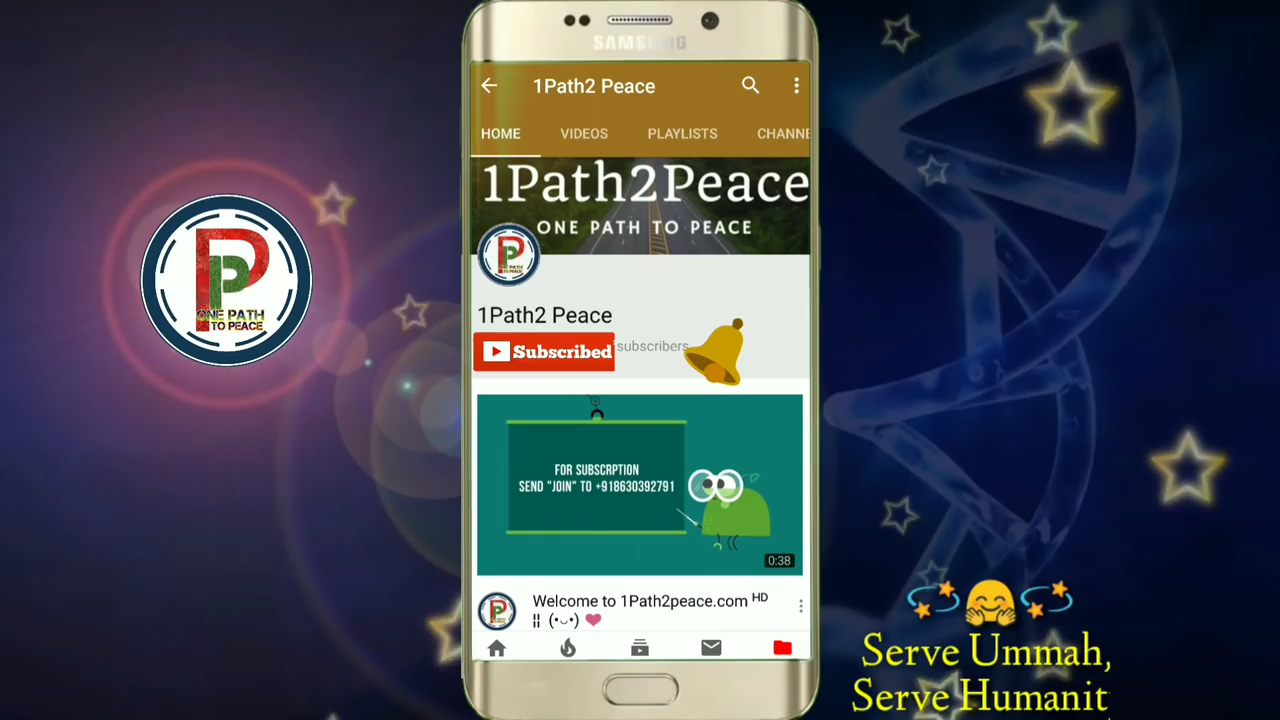 SAMSUNG
1Path2 Peace
HOME VIDEOS PLAYLISTS CHANNE
1Path2Peace
ONE PATH TO PEACE
P
P
ONE PATH
TO PEACE
1Path2 Peace
Subscribed subscribers
FOR SUBSCRPTION
SEND "JOIN" TO +918630392791
0:38
Welcome to 1Path2peace.com ᴴᴰ
¦¦ (•◡•) ❤
Serve Ummah,
Serve Humanit